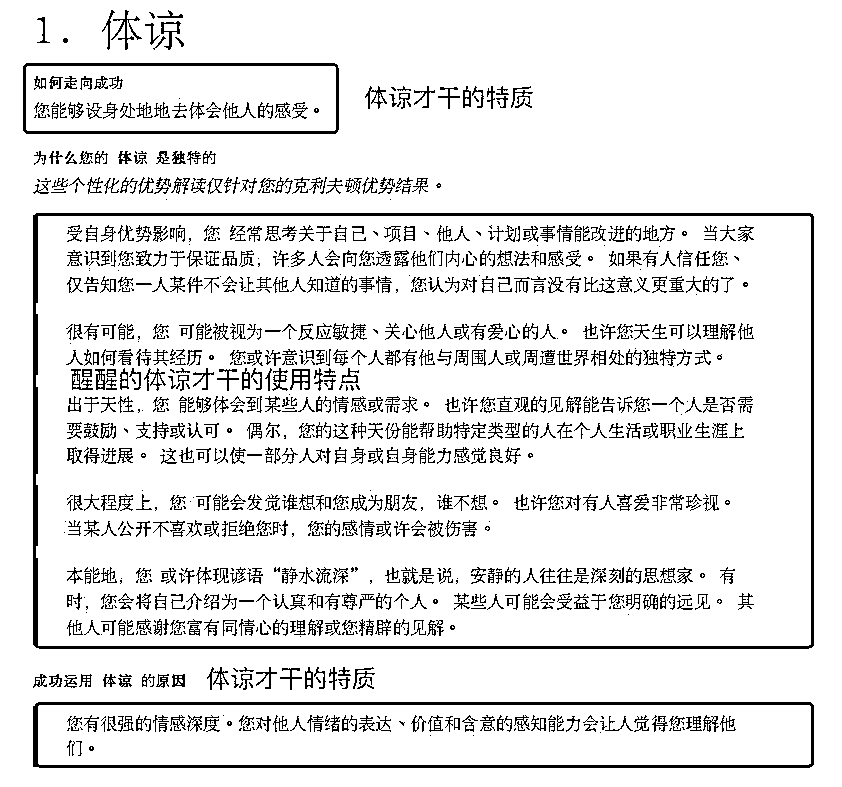 1. 体谅
如何走向成功
您能够设身处地地去体会他人的感受。
体谅才干的特质
为什么您的 体谅 是独特的
这些个性化的优势解读仅针对您的克利夫顿优势结果。
受自身优势影响，您 经常思考关于自己、项目、他人、计划或事情能改进的地方。 当大家
意识到您致力于保证品质，许多人会向您透露他们内心的想法和感受。 如果有人信任您、
仅告知您一人某件不会让其他人知道的事情，您认为对自己而言没有比这意义更重大的了。
很有可能，您 可能被视为一个反应敏捷、关心他人或有爱心的人。 也许您天生可以理解他
人如何看待其经历。 您或许意识到每个人都有他与周围人或周遭世界相处的独特方式。
醒醒的体谅才干的使用特点
出于天性，您 能够体会到某些人的情感或需求。 也许您直观的见解能告诉您一个人是否需
要鼓励、支持或认可。 偶尔，您的这种天份能帮助特定类型的人在个人生活或职业生涯上
取得进展。 这也可以使一部分人对自身或自身能力感觉良好。
很大程度上，您 可能会发觉谁想和您成为朋友，谁不想。 也许您对有人喜爱非常珍视。
当某人公开不喜欢或拒绝您时，您的感情或许会被伤害。
本能地，您 或许体现谚语“静水流深”，也就是说，安静的人往往是深刻的思想家。 有
时，您会将自己介绍为一个认真和有尊严的个人。 某些人可能会受益于您明确的远见。 其
他人可能感谢您富有同情心的理解或您精辟的见解。
成功运用 体谅 的原因
体谅才干的特质
您有很强的情感深度。您对他人情绪的表达、价值和含意的感知能力会让人觉得您理解他
们。